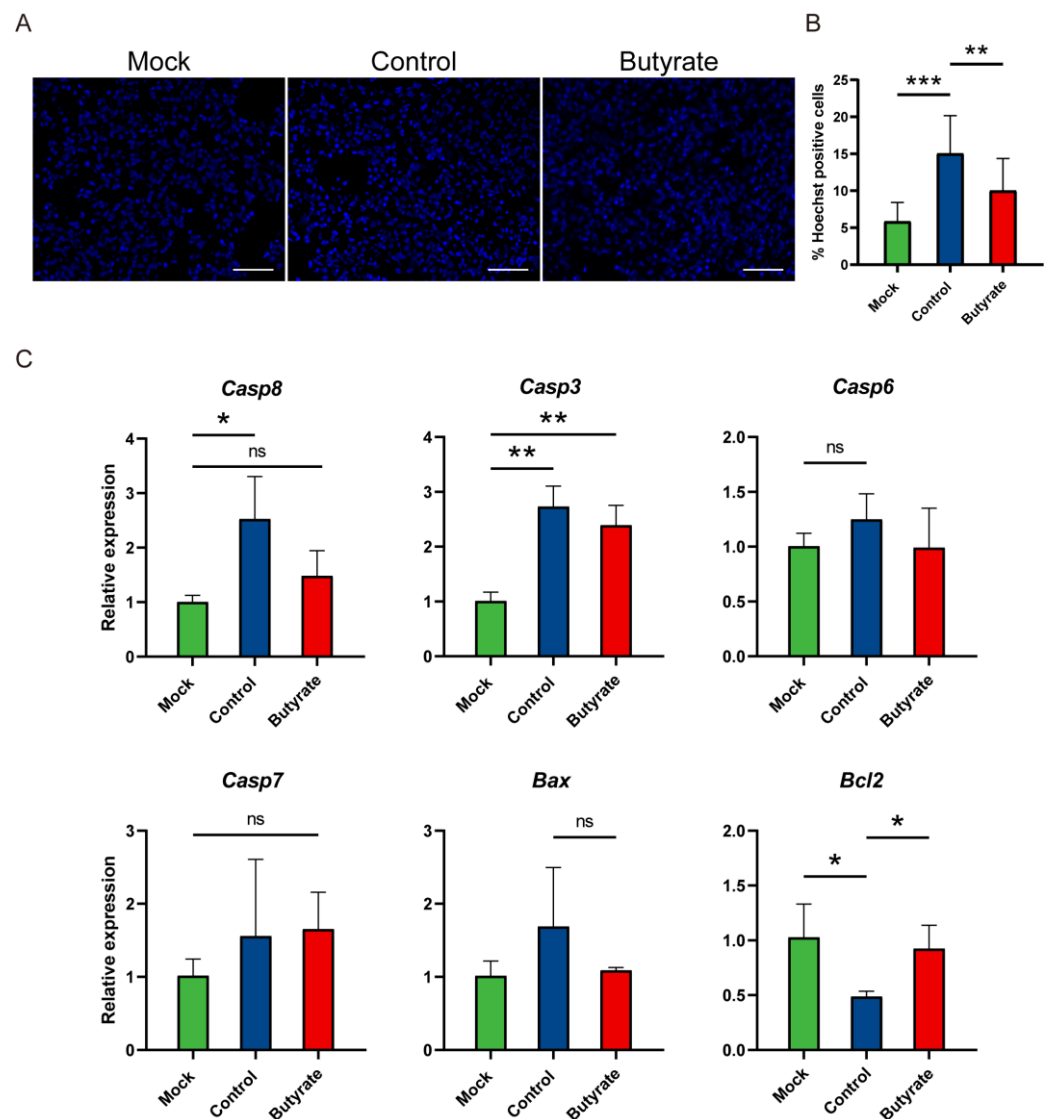 A
Mock
Control
Butyrate
B
% Hoechst positive cells
25
20
15
10
5
0
***
**
Mock
Control
Butyrate
C
Casp8
Relative expression
4
3
2
1
0
*
ns
Mock
Control
Butyrate
Casp3
4
3
2
1
0
**
**
Mock
Control
Butyrate
Casp6
2.0
1.5
1.0
0.5
0.0
ns
Mock
Control
Butyrate
Casp7
Relative expression
3
2
1
0
ns
Mock
Control
Butyrate
Bax
3
2
1
0
ns
Mock
Control
Butyrate
Bcl2
2.0
1.5
1.0
0.5
0.0
*
*
Mock
Control
Butyrate